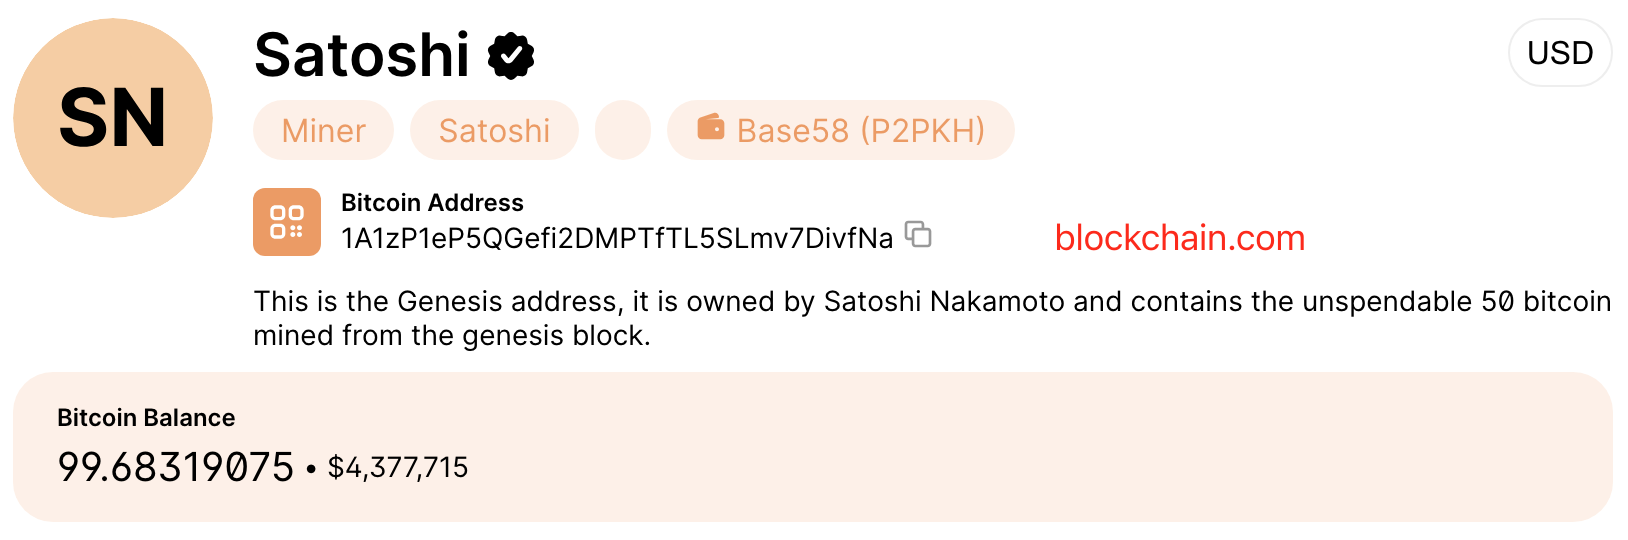 SN
Satoshi
USD
Miner
Satoshi
Base58 (P2PKH)
Bitcoin Address
1A1zP1eP5QGefi2DMPTfTL5SLmv7DivfNa
blockchain.com
This is the Genesis address, it is owned by Satoshi Nakamoto and contains the unspendable 50 bitcoin
mined from the genesis block.
Bitcoin Balance
99.68319075 • $4,377,715